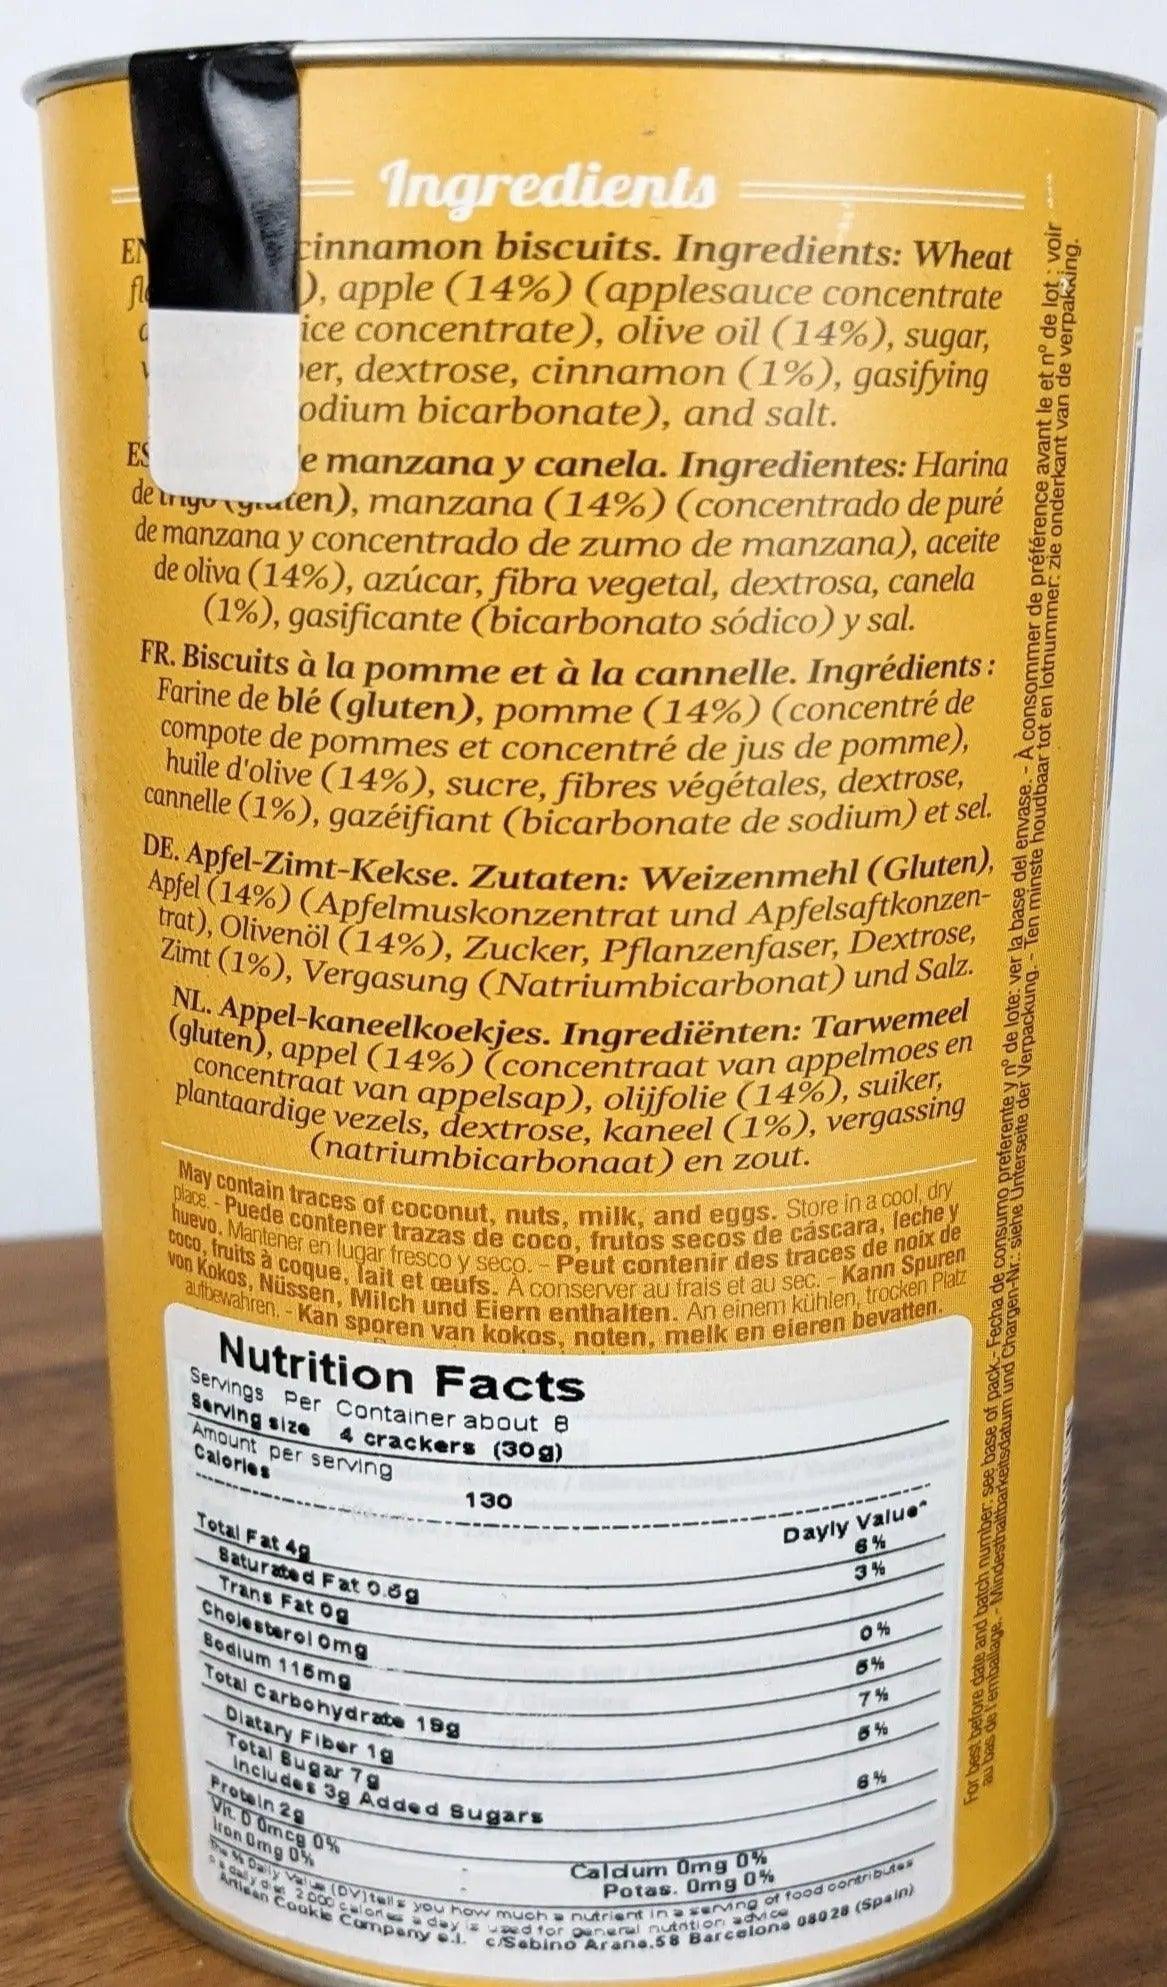 Ingredients
cinnamon biscuits. Ingredients: Wheat
), apple (14%) (applesauce concentrate
ice concentrate), olive oil (14%), sugar,
er, dextrose, cinnamon (1%), gasifying
odium bicarbonate), and salt.
ES e manzana y canela. Ingredientes: Harina
de trigo (gluten), manzana (14%) (concentrado de puré
de manzana y concentrado de zumo de manzana), aceite
de oliva (14%), azúcar, fibra vegetal, dextrosa, canela
(1%), gasificante (bicarbonato sódico) y sal.
FR. Biscuits à la pomme et à la cannelle. Ingrédients :
Farine de blé (gluten), pomme (14%) (concentré de
compote de pommes et concentré de jus de pomme),
huile d'olive (14%), sucre, fibres végétales, dextrose,
cannelle (1%), gazéifiant (bicarbonate de sodium) et sel.
DE. Apfel-Zimt-Kekse. Zutaten: Weizenmehl (Gluten),
Apfel (14%) (Apfelmuskonzentrat und Apfelsaftkonzen-
trat), Olivenöl (14%), Zucker, Pflanzenfaser, Dextrose,
Zimt (1%), Vergasung (Natriumbicarbonat) und Salz.
NL. Appel-kaneelkoekjes. Ingrediënten: Tarwemeel
(gluten), appel (14%) (concentraat van appelmoes en
concentraat van appelsap), olijfolie (14%), suiker,
plantaardige vezels, dextrose, kaneel (1%), vergassing
(natriumbicarbonaat) en zout.
May contain traces of coconut, nuts, milk, and eggs. Store in a cool, dry
place. - Puede contener trazas de coco, frutos secos de cáscara, leche y
huevo. Mantener en lugar fresco y seco. - Peut contenir des traces de noix de
coco, fruits à coque, lait et œufs. À conserver au frais et au sec. - Kann Spuren
von Kokos, Nüssen, Milch und Eiern enthalten. An einem kühlen, trocken Platz
aufbewahren. - Kan sporen van kokos, noten, melk en eieren bevatten.
Nutrition Facts
Servings Per Container about 8
Serving size 4 crackers (30g)
Amount per serving
Calories 130
Dayly Value*
Total Fat 4g 6%
Saturated Fat 0.6g 3%
Trans Fat 0g
Cholesterol 0mg 0%
Sodium 115mg 5%
Total Carbohydrate 19g 7%
Diatary Fiber 1g 5%
Total Sugar 7g
Includes 3g Added Sugars 6%
Protein 2g
Vit. D 0mcg 0% Calcium 0mg 0%
Iron 0mg 0% Potas. 0mg 0%
The % Daily Value (DV) tells you how much a nutrient in a serving of food contributes
daily diet 2 000 calories a day is used for general nutrition advice
Artisan Cookie Company s.l. c/Sabino Arana.58 Barcelona 08028 (Spain)
For best before date and batch number: see base of pack.- Fecha de consumo preferente y nº de lote: ver la base del envase. - À consommer de préférence avant le et nº de lot : voir
au bas de l'emballage. - Mindesthaltbarkeitsdatum und Chargen-Nr.: siehe Unterseite der Verpackung. - Ten minste houdbaar tot en lotnummer: zie onderkant van de verpakking.